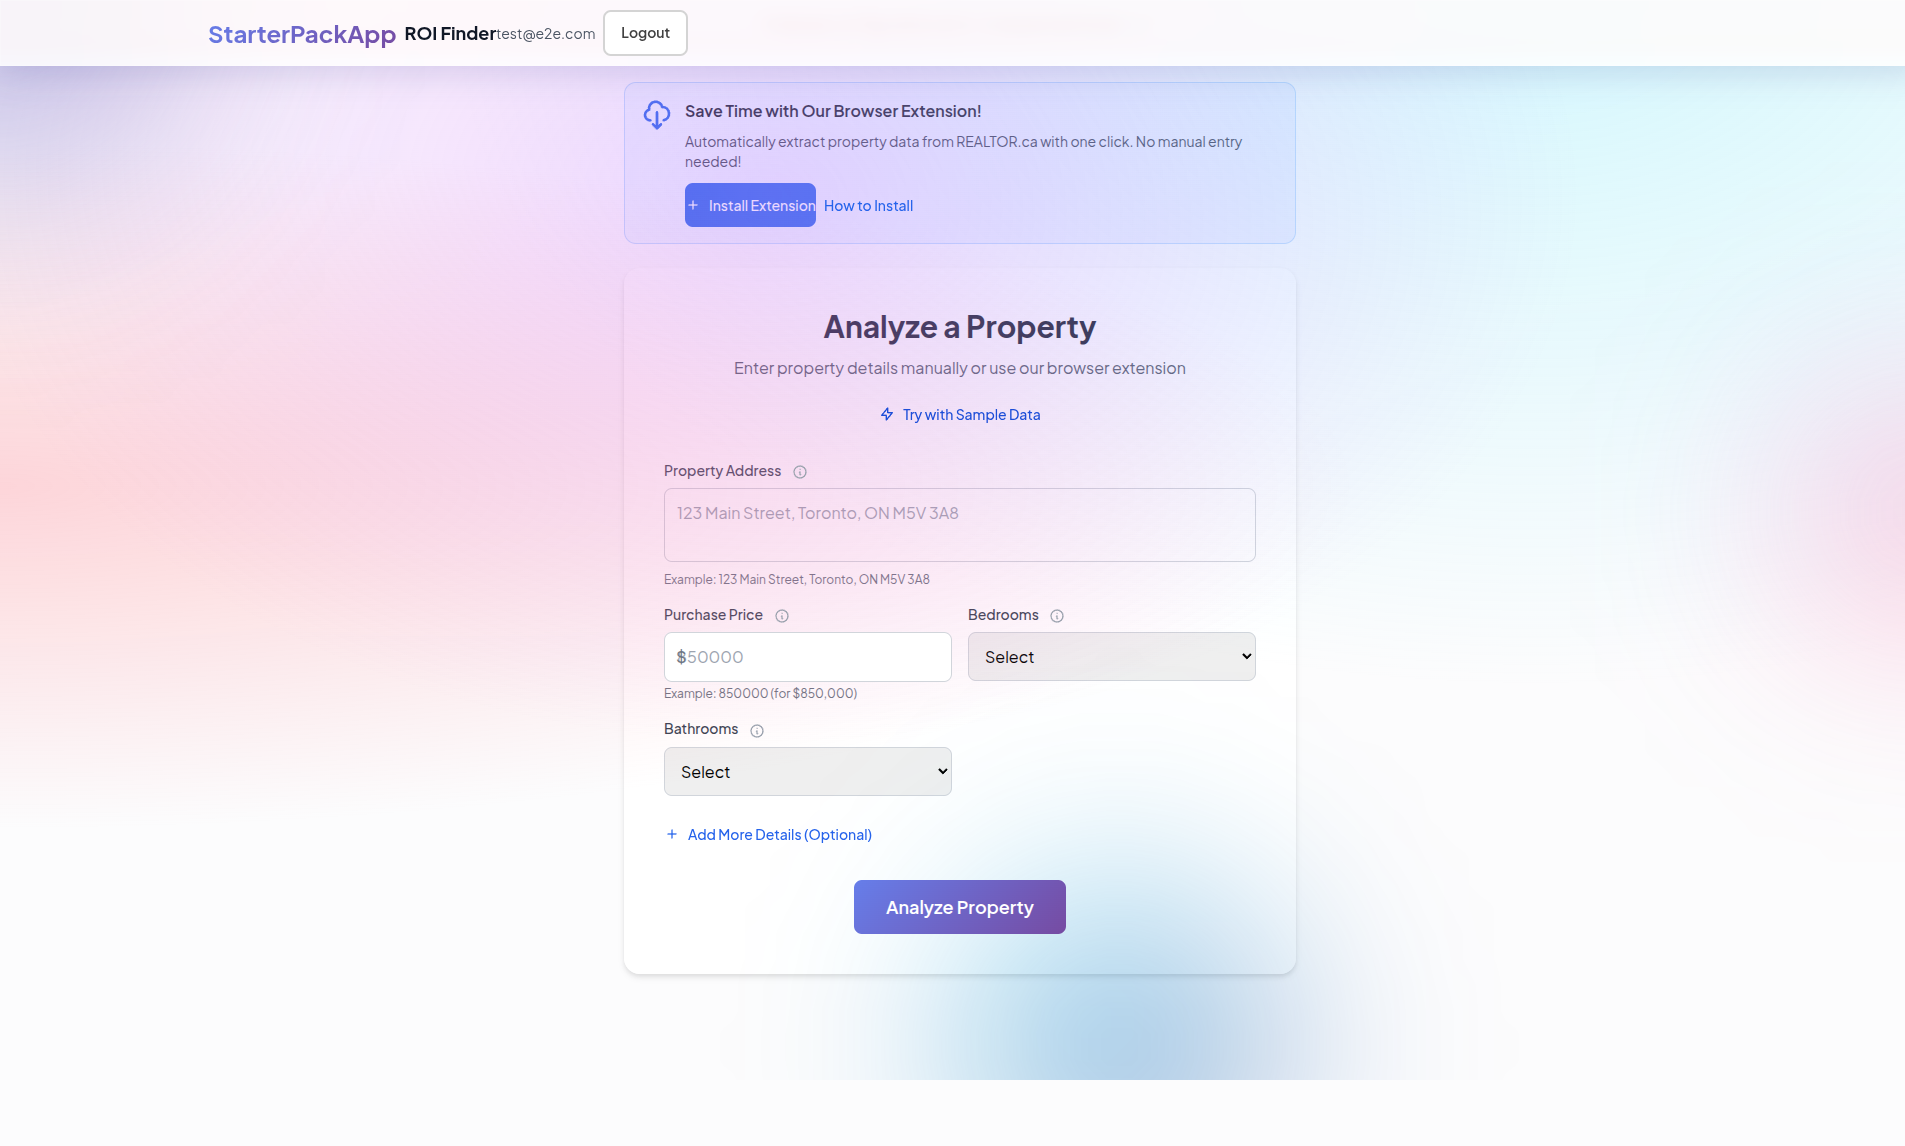 StarterPackApp ROI Finder test@e2e.com Logout
Save Time with Our Browser Extension!
Automatically extract property data from REALTOR.ca with one click. No manual entry
needed!
+ Install Extension How to Install
Analyze a Property
Enter property details manually or use our browser extension
Try with Sample Data
Property Address
123 Main Street, Toronto, ON M5V 3A8
Example: 123 Main Street, Toronto, ON M5V 3A8
Purchase Price Bedrooms
$50000 Select
Example: 850000 (for $850,000)
Bathrooms
Select
+ Add More Details (Optional)
Analyze Property